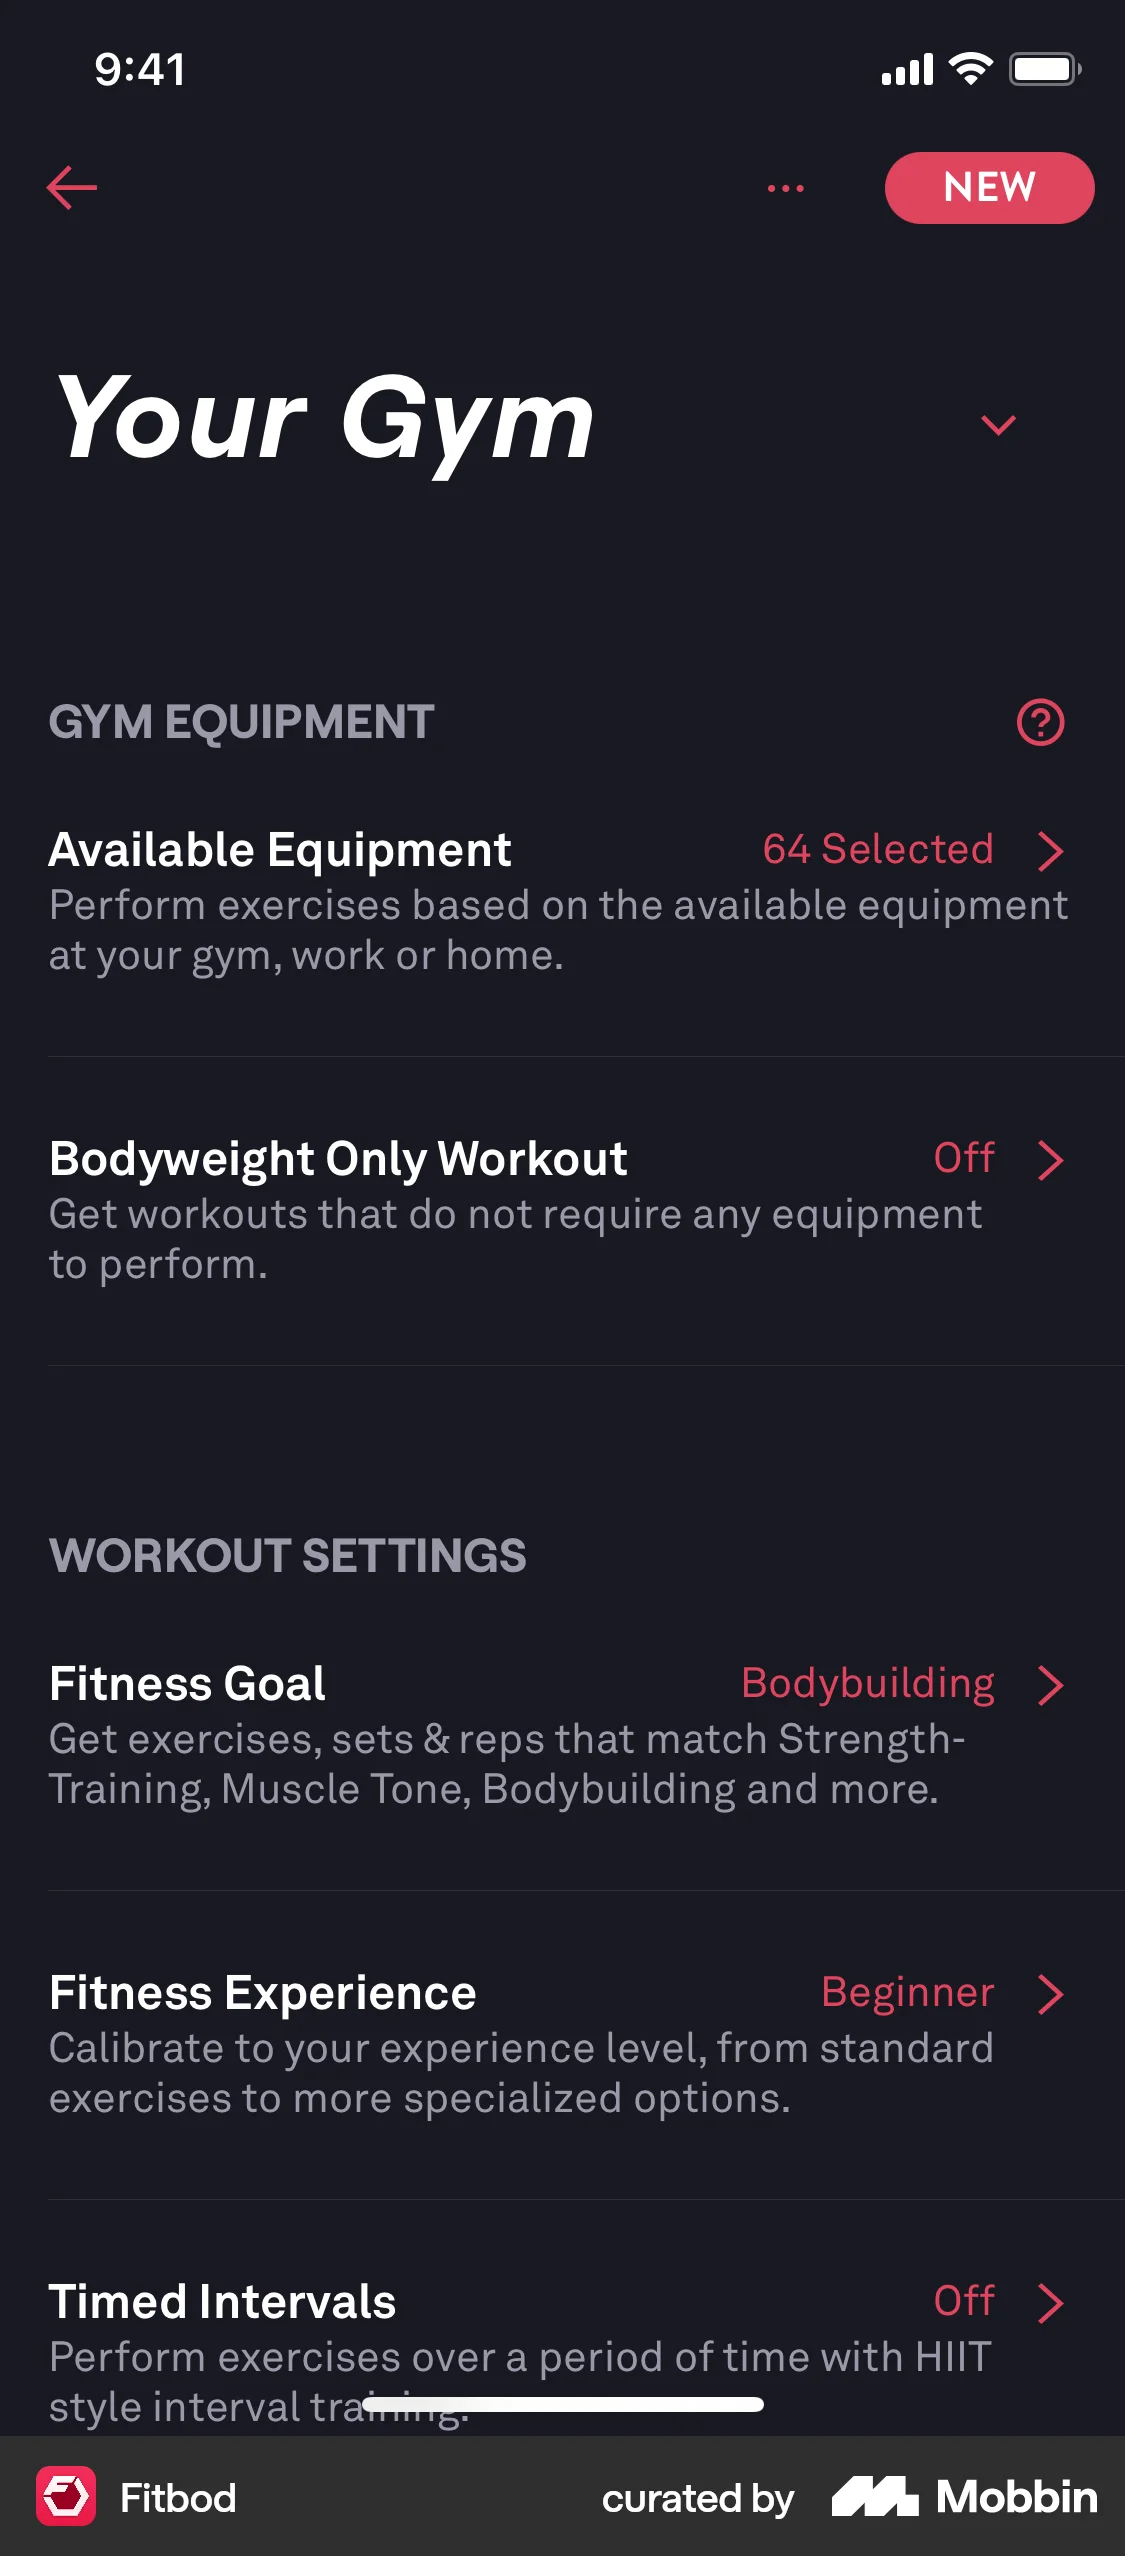 9:41
NEW
Your Gym
GYM EQUIPMENT
Available Equipment 64 Selected
Perform exercises based on the available equipment
at your gym, work or home.
Bodyweight Only Workout Off
Get workouts that do not require any equipment
to perform.
WORKOUT SETTINGS
Fitness Goal Bodybuilding
Get exercises, sets & reps that match Strength-
Training, Muscle Tone, Bodybuilding and more.
Fitness Experience Beginner
Calibrate to your experience level, from standard
exercises to more specialized options.
Timed Intervals Off
Perform exercises over a period of time with HIIT
style interval training.
Fitbod curated by Mobbin